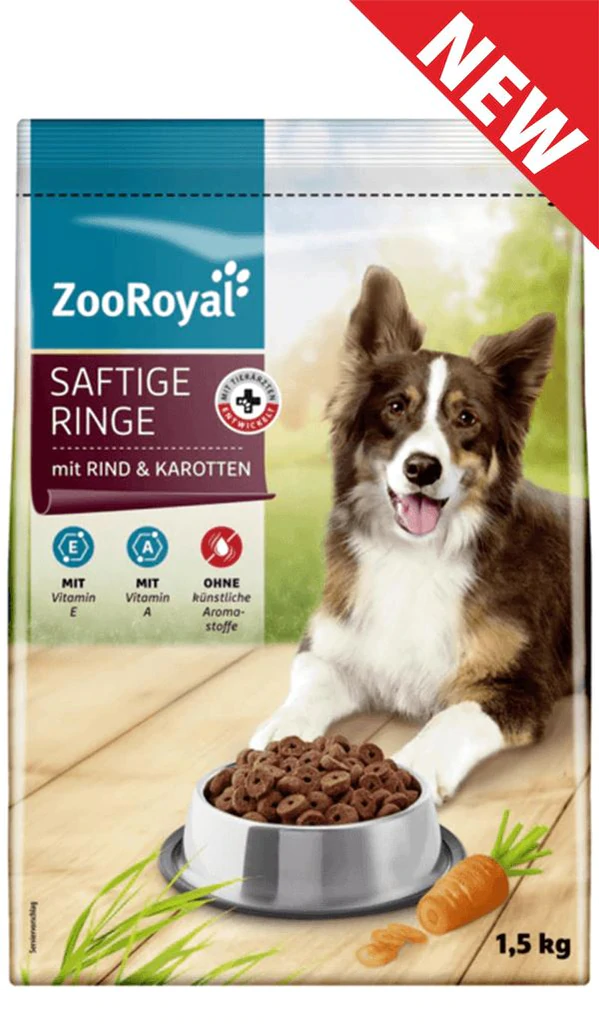 NEW
ZooRoyal
SAFTIGE
RINGE
MIT TIERÄRZTEN
ENTWICKELT
mit RIND & KAROTTEN
E
A
MIT
Vitamin
E
MIT
Vitamin
A
OHNE
künstliche
Aroma-
stoffe
Serviervorschlag
1,5 kg